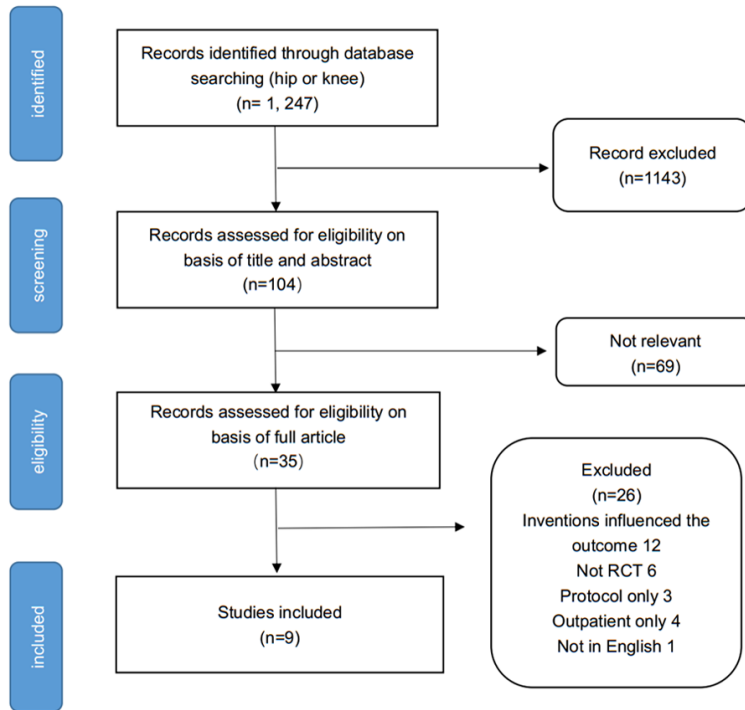 identified
Records identified through database
searching (hip or knee)
(n= 1, 247)
Record excluded
(n=1143)
screening
Records assessed for eligibility on
basis of title and abstract
(n=104)
Not relevant
(n=69)
eligibility
Records assessed for eligibility on
basis of full article
(n=35)
Excluded
(n=26)
Inventions influenced the
outcome 12
Not RCT 6
Protocol only 3
Outpatient only 4
Not in English 1
included
Studies included
(n=9)